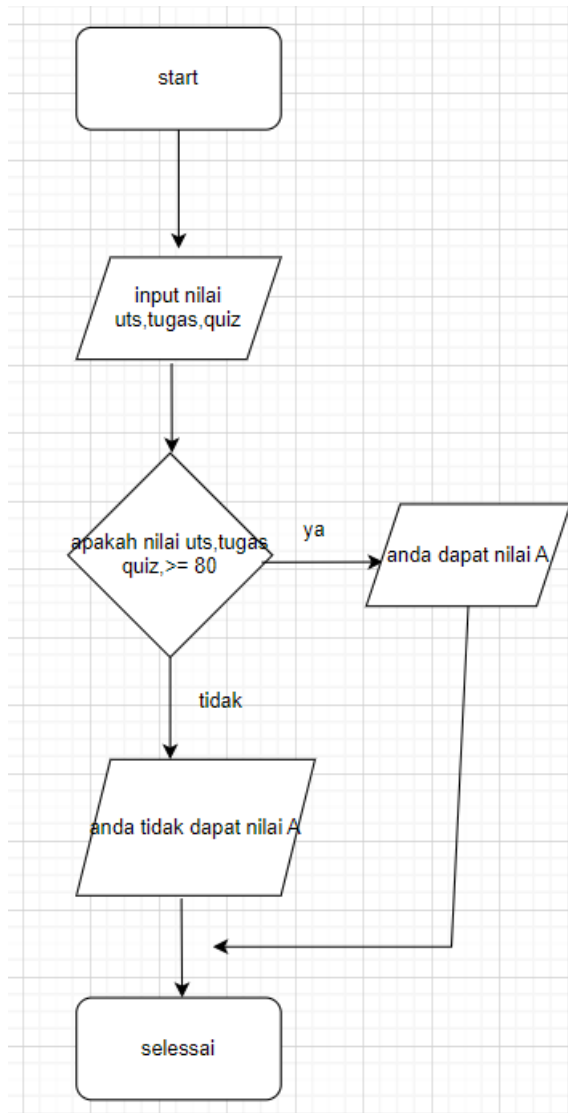 start
input nilai
uts,tugas,quiz
apakah nilai uts,tugas
quiz,>= 80
ya
anda dapat nilai A
tidak
anda tidak dapat nilai A
selessai